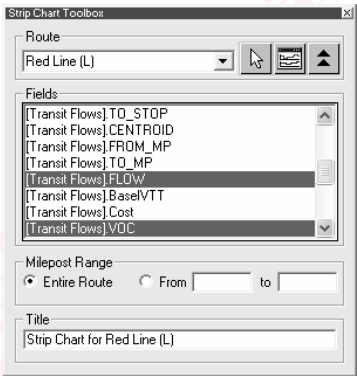 Strip Chart Toolbox
Route
Red Line (L)
Fields
[Transit Flows].TO_STOP
[Transit Flows].CENTROID
[Transit Flows].FROM_MP
[Transit Flows].TO_MP
[Transit Flows].FLOW
[Transit Flows].BaseIVTT
[Transit Flows].Cost
[Transit Flows].VOC
Milepost Range
Entire Route From to
Title
Strip Chart for Red Line (L)